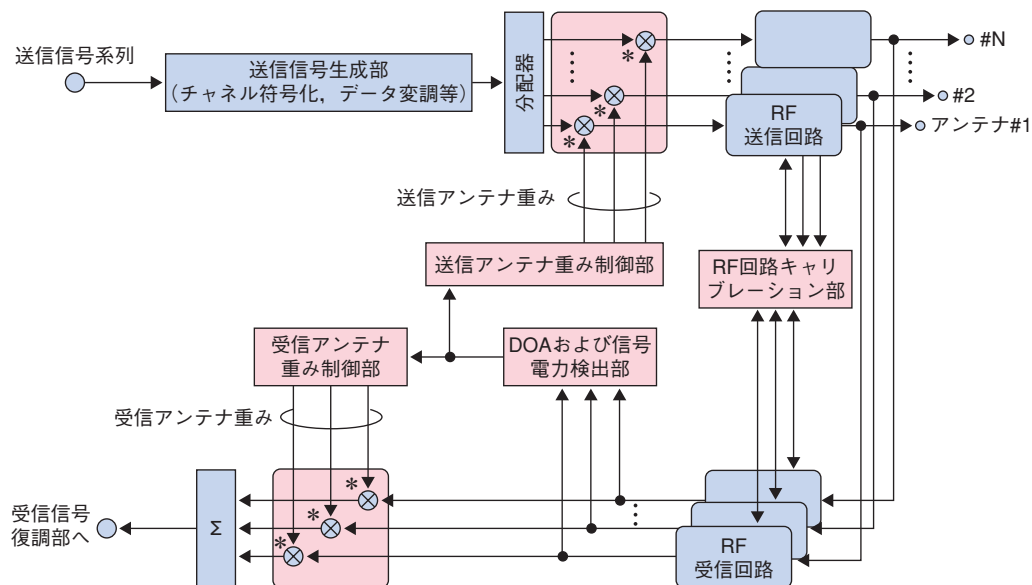 送信信号系列
送信信号生成部
（チャネル符号化，データ変調等）
分配器
*
*
*
RF
送信回路
#N
#2
アンテナ#1
送信アンテナ重み
送信アンテナ重み制御部
RF回路キャリ
ブレーション部
受信アンテナ
重み制御部
DOAおよび信号
電力検出部
受信アンテナ重み
*
*
*
Σ
受信信号
復調部へ
RF
受信回路